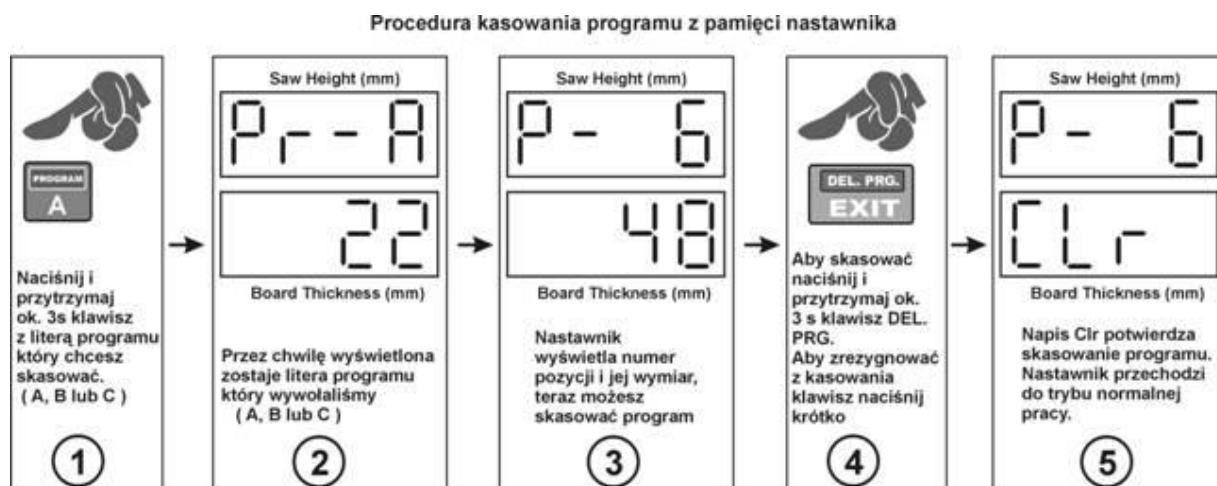 Procedura kasowania programu z pamięci nastawnika
PROGRAM
A
Naciśnij i
przytrzymaj
ok. 3s klawisz
z literą programu
który chcesz
skasować.
( A, B lub C )
1
Saw Height (mm)
Pr-A
22
Board Thickness (mm)
Przez chwilę wyświetlona
zostaje litera programu
który wywołaliśmy
( A, B lub C )
2
Saw Height (mm)
P- 6
48
Board Thickness (mm)
Nastawnik
wyświetla numer
pozycji i jej wymiar,
teraz możesz
skasować program
3
DEL. PRG.
EXIT
Aby skasować
naciśnij i
przytrzymaj ok.
3 s klawisz DEL.
PRG.
Aby zrezygnować
z kasowania
klawisz naciśnij
krótko
4
Saw Height (mm)
P- 6
CLr
Board Thickness (mm)
Napis Clr potwierdza
skasowanie programu.
Nastawnik przechodzi
do trybu normalnej
pracy.
5